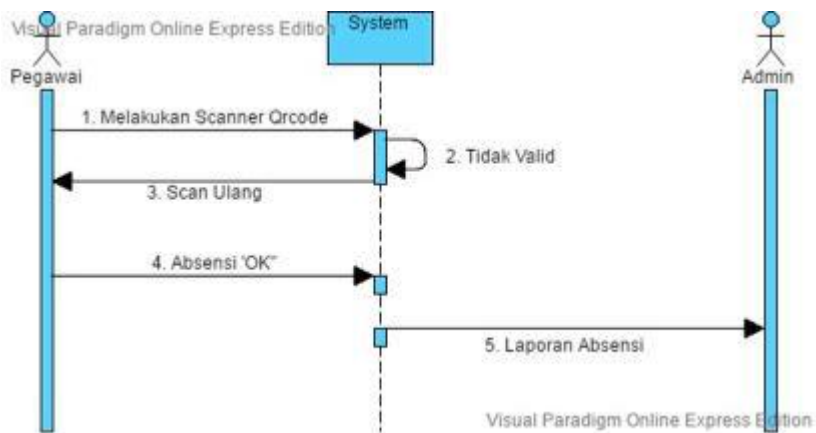 Visual Paradigm Online Express Edition
System
Pegawai
Admin
1. Melakukan Scanner Qrcode
2. Tidak Valid
3. Scan Ulang
4. Absensi 'OK"
5. Laporan Absensi
Visual Paradigm Online Express Edition